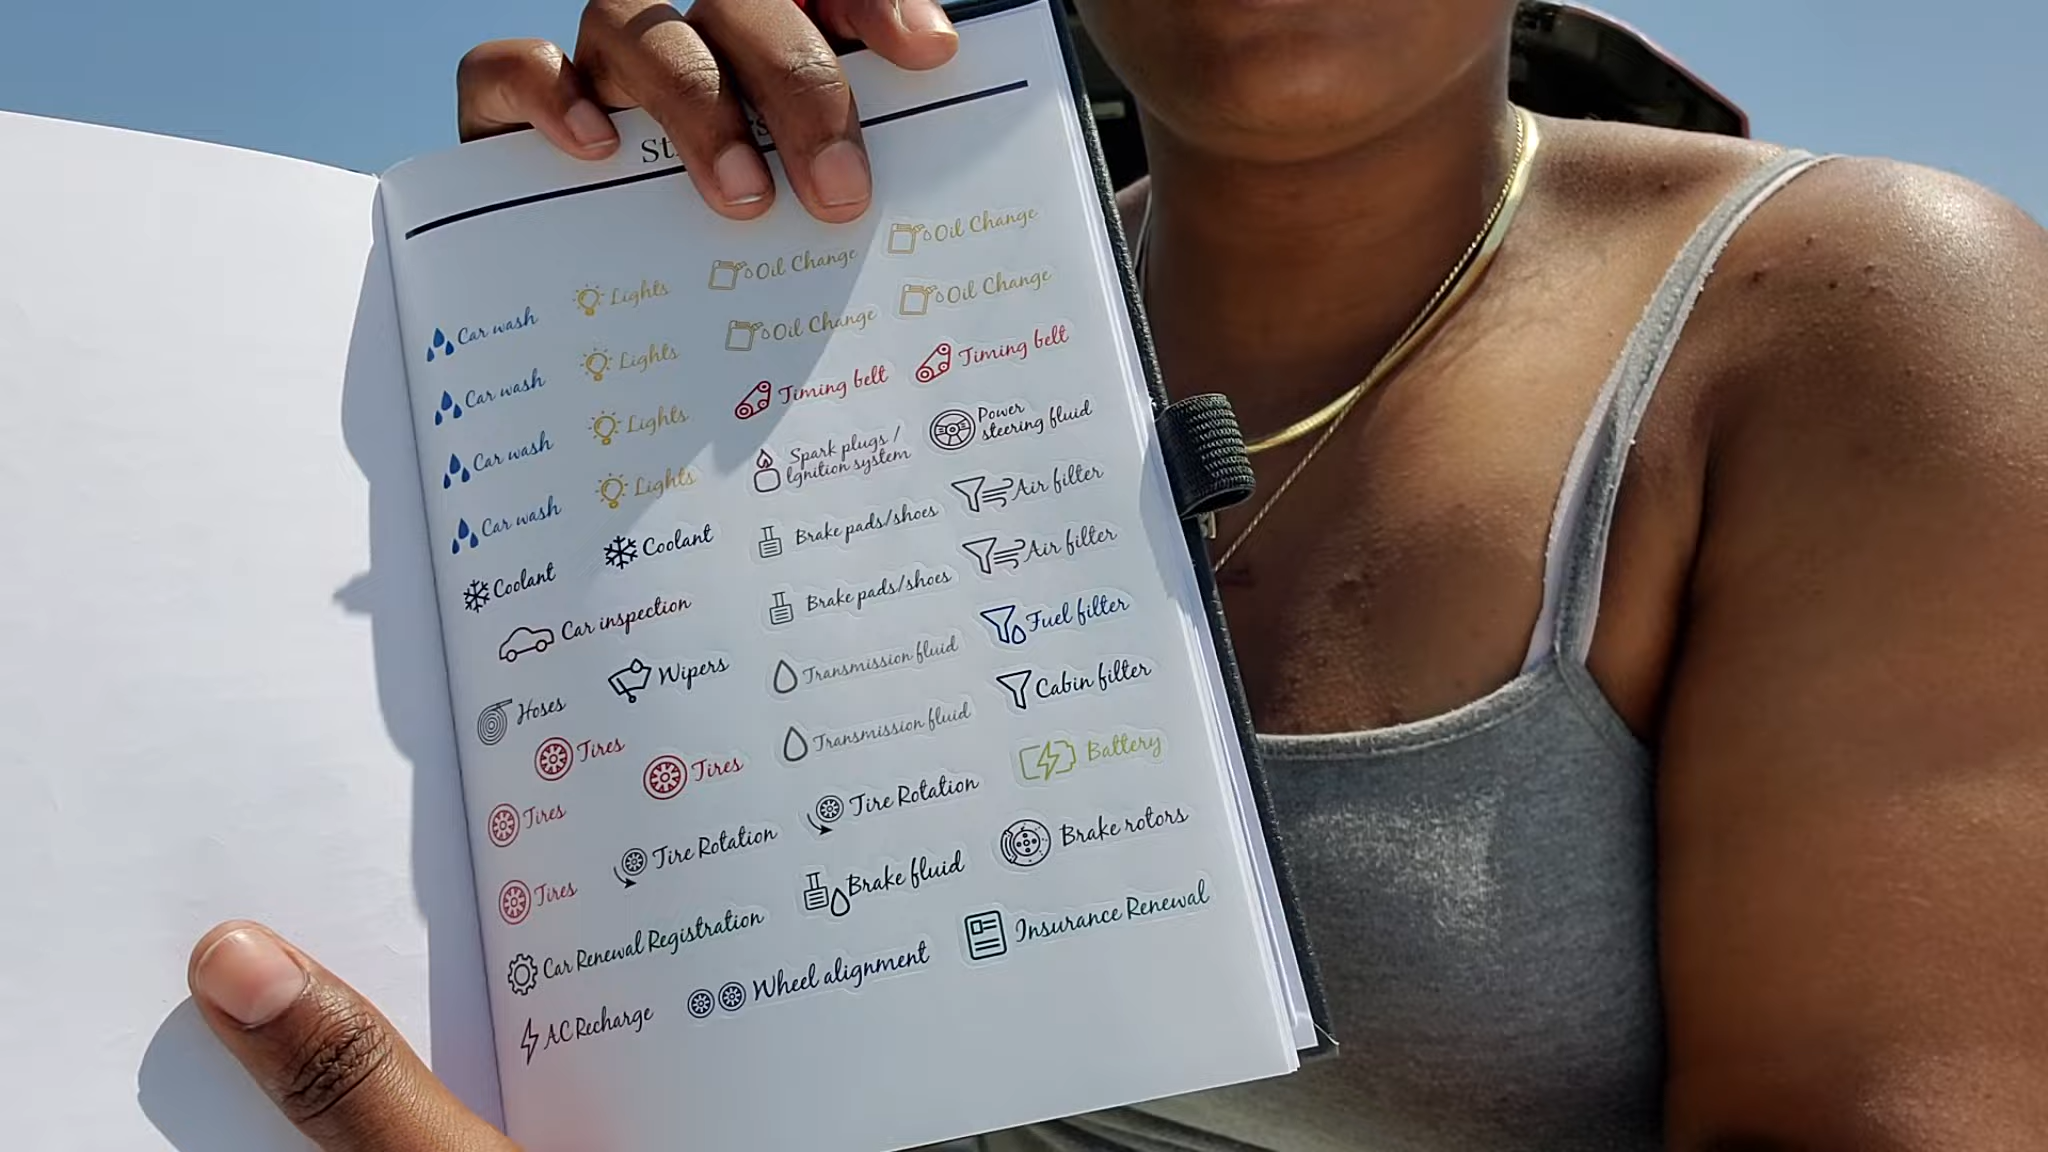 Car wash
Lights
Oil Change
Oil Change
Car wash
Lights
Oil Change
Oil Change
Car wash
Lights
Timing belt
Timing belt
Car wash
Lights
Spark plugs /
Ignition system
Power
steering fluid
Coolant
Coolant
Brake pads/shoes
Air filter
Car inspection
Brake pads/shoes
Air filter
Hoses
Wipers
Transmission fluid
Fuel filter
Tires
Tires
Transmission fluid
Cabin filter
Tires
Tire Rotation
Tire Rotation
Battery
Tires
Brake fluid
Brake rotors
Car Renewal Registration
Insurance Renewal
AC Recharge
Wheel alignment